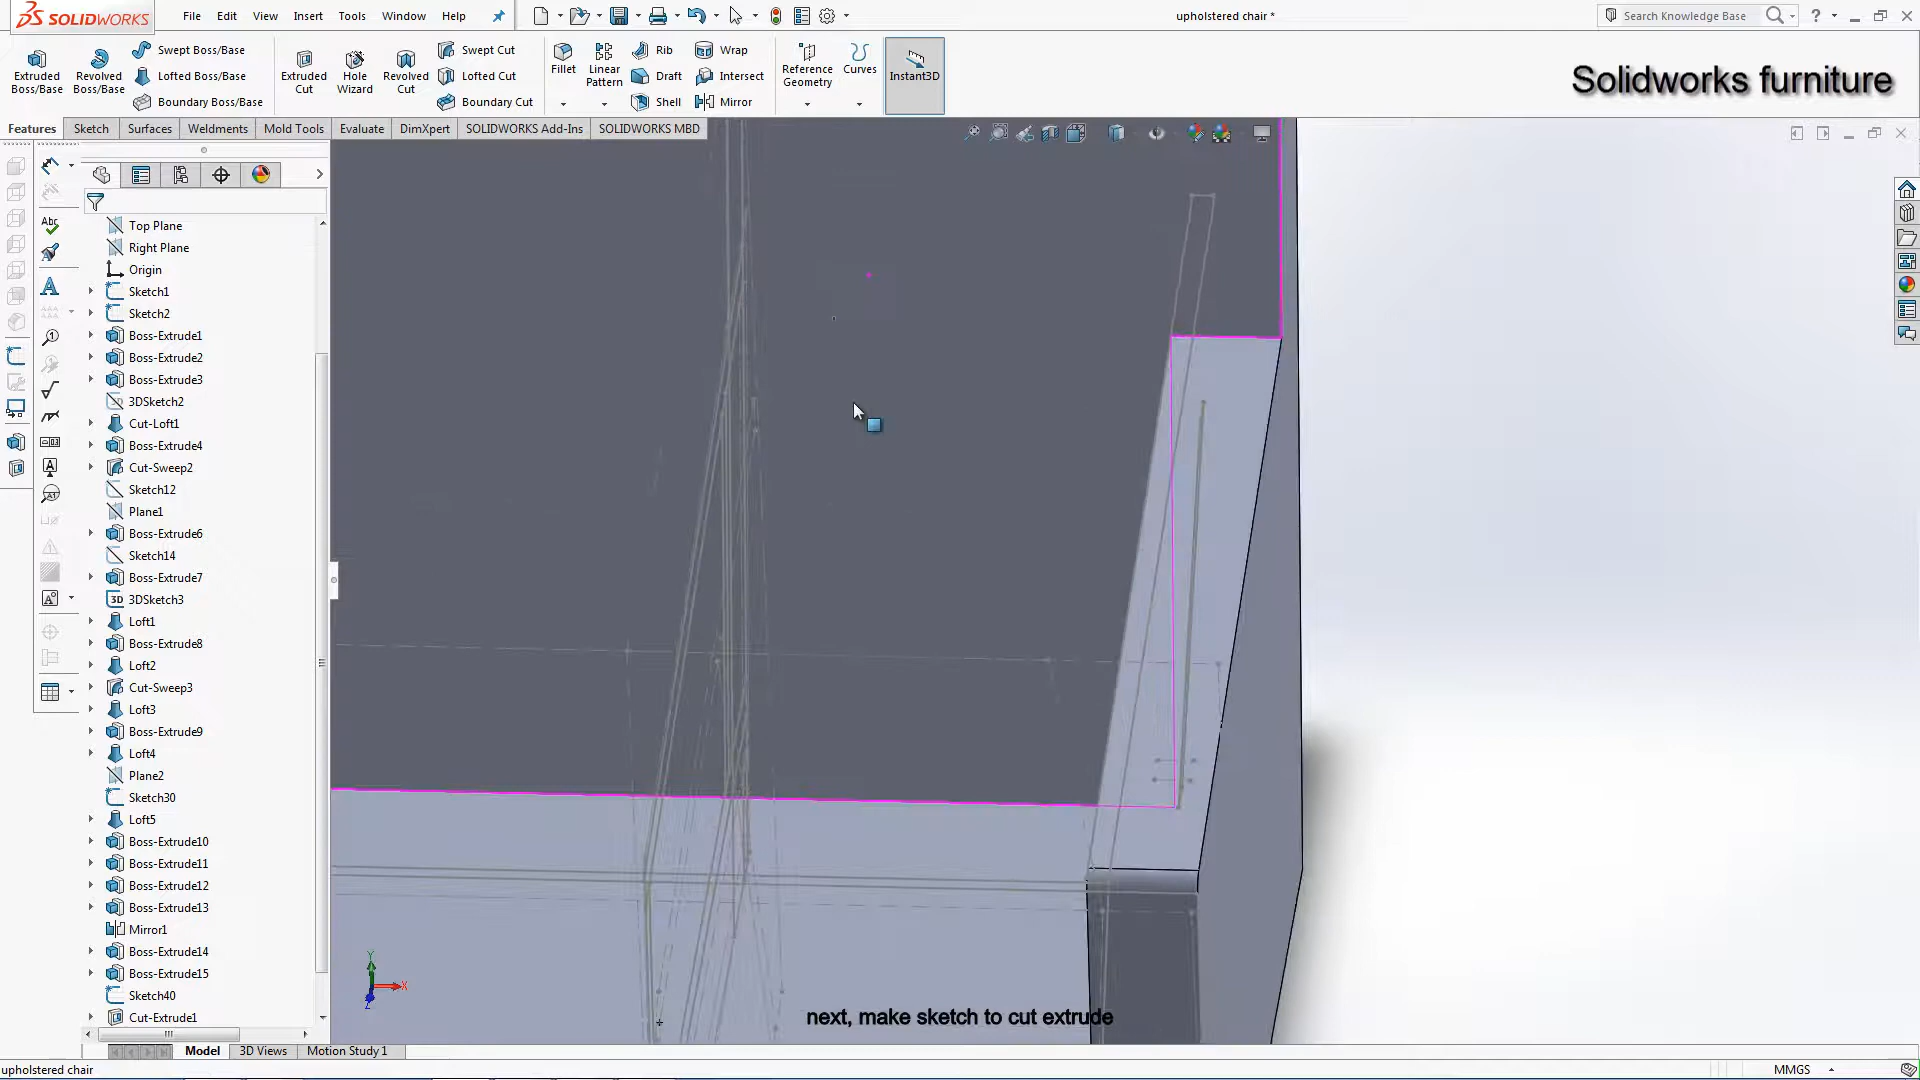 SOLIDWORKS
File Edit View Insert Tools Window Help
upholstered chair *
Search Knowledge Base
?
Extruded Boss/Base
Revolved Boss/Base
Swept Boss/Base
Lofted Boss/Base
Boundary Boss/Base
Extruded Cut
Hole Wizard
Revolved Cut
Swept Cut
Lofted Cut
Boundary Cut
Fillet
Linear Pattern
Rib
Draft
Shell
Wrap
Intersect
Mirror
Reference Geometry
Curves
Instant3D
Solidworks furniture
Features Sketch Surfaces Weldments Mold Tools Evaluate DimXpert SOLIDWORKS Add-Ins SOLIDWORKS MBD
Top Plane
Right Plane
Origin
Sketch1
Sketch2
Boss-Extrude1
Boss-Extrude2
Boss-Extrude3
3DSketch2
Cut-Loft1
Boss-Extrude4
Cut-Sweep2
Sketch12
Plane1
Boss-Extrude6
Sketch14
Boss-Extrude7
3D 3DSketch3
Loft1
Boss-Extrude8
Loft2
Cut-Sweep3
Loft3
Boss-Extrude9
Loft4
Plane2
Sketch30
Loft5
Boss-Extrude10
Boss-Extrude11
Boss-Extrude12
Boss-Extrude13
Mirror1
Boss-Extrude14
Boss-Extrude15
Sketch40
Cut-Extrude1
Abc
A
A
Y
X
Z
next, make sketch to cut extrude
Model 3D Views Motion Study 1
upholstered chair
MMGS